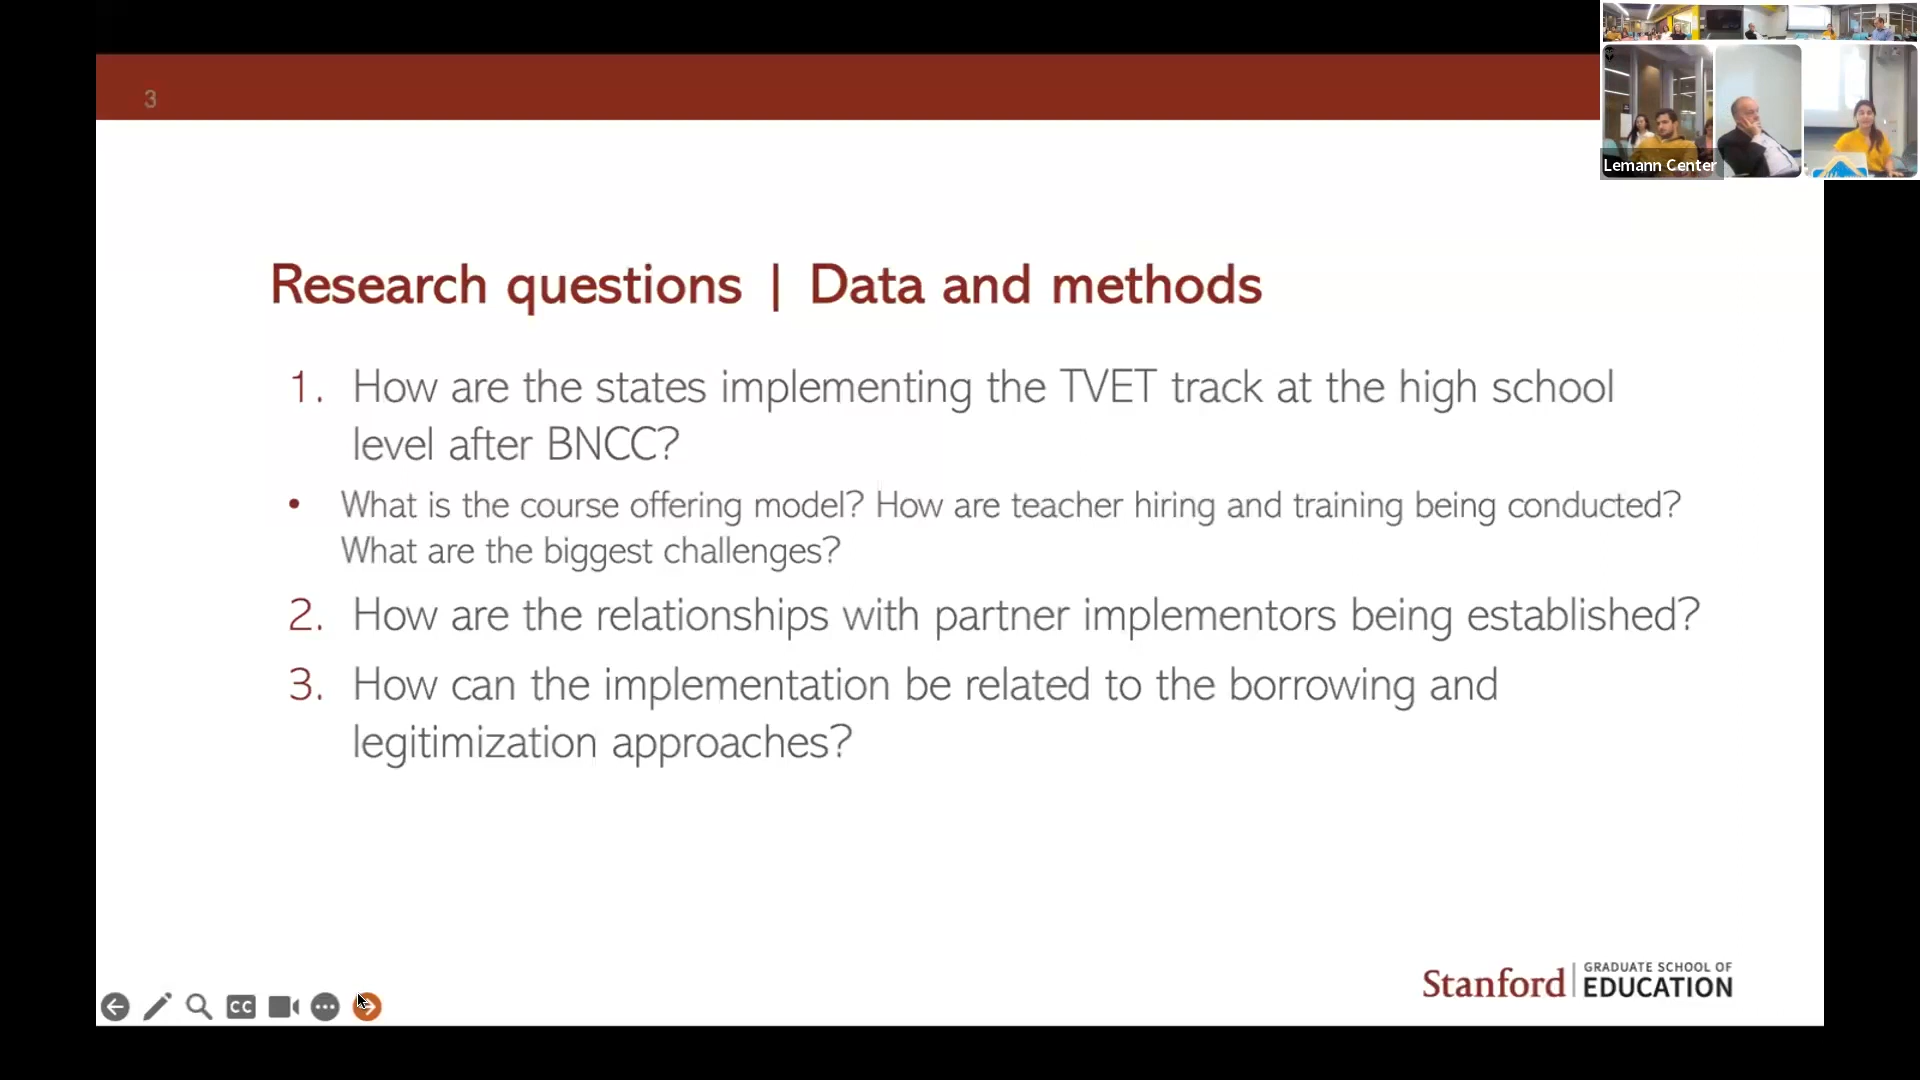 3
Lemann Center
Research questions | Data and methods
1. How are the states implementing the TVET track at the high school
level after BNCC?
• What is the course offering model? How are teacher hiring and training being conducted?
What are the biggest challenges?
2. How are the relationships with partner implementors being established?
3. How can the implementation be related to the borrowing and
legitimization approaches?
Stanford | GRADUATE SCHOOL OF
EDUCATION
CC